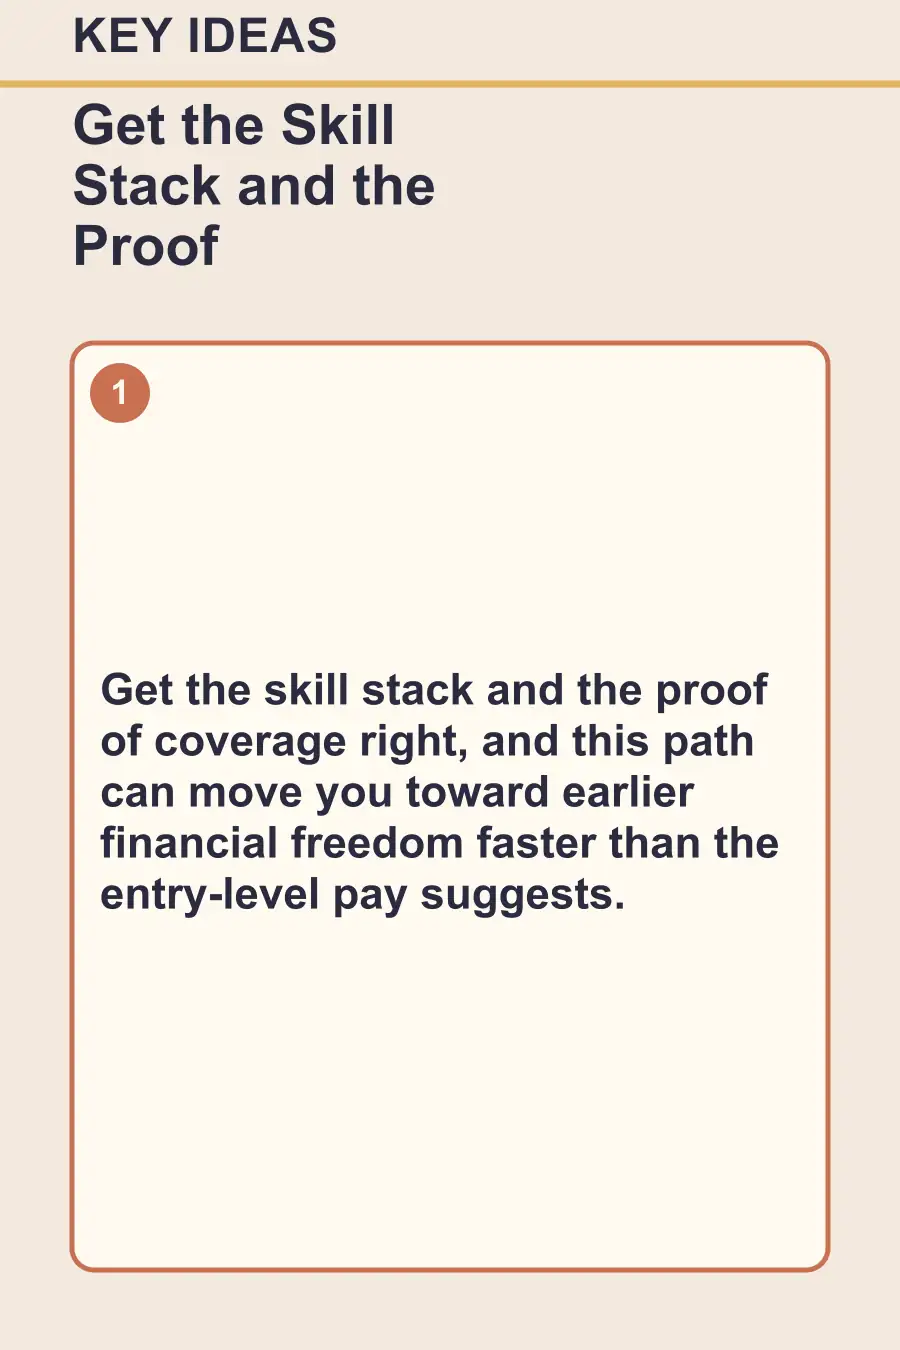 KEY IDEAS
Get the Skill
Stack and the
Proof
1
Get the skill stack and the proof
of coverage right, and this path
can move you toward earlier
financial freedom faster than the
entry-level pay suggests.